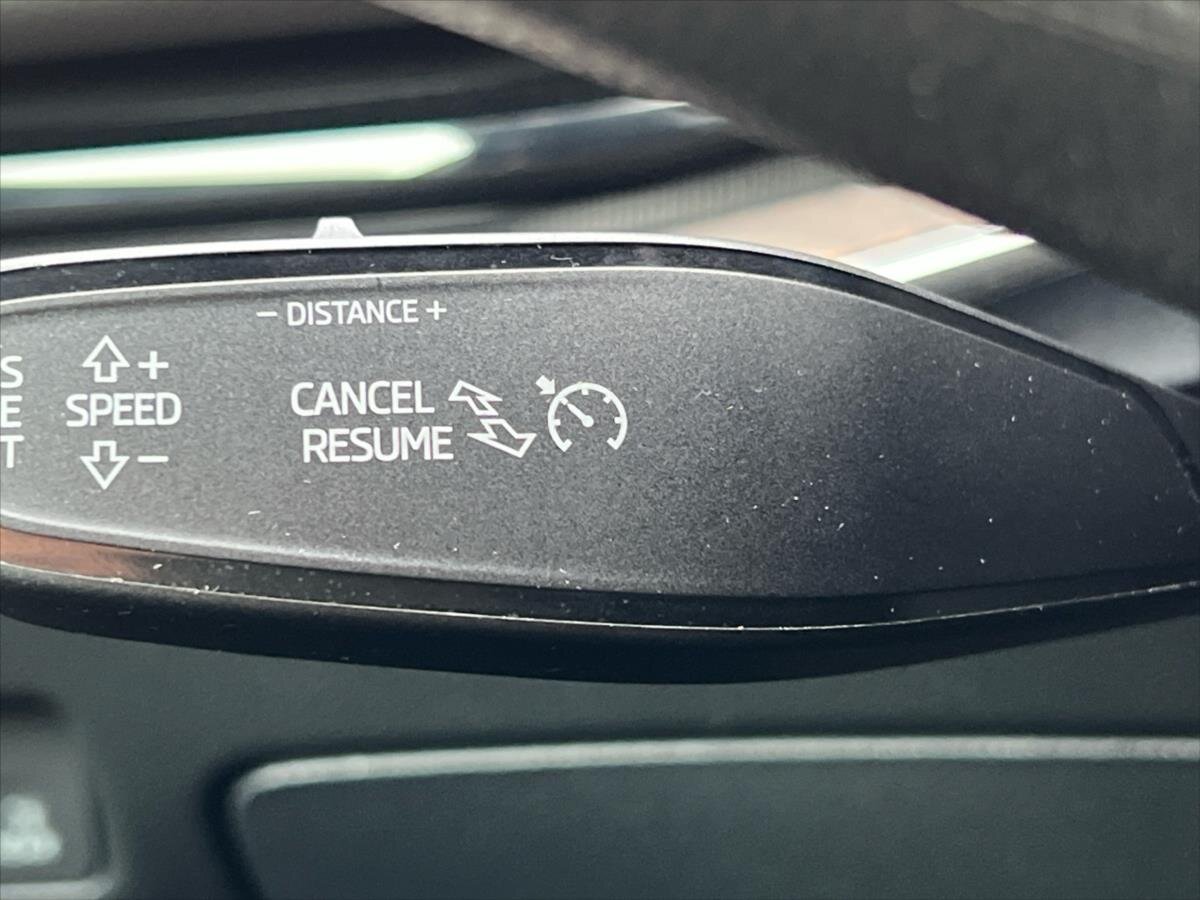 − DISTANCE +
S
E
T
+
SPEED
−
CANCEL
RESUME